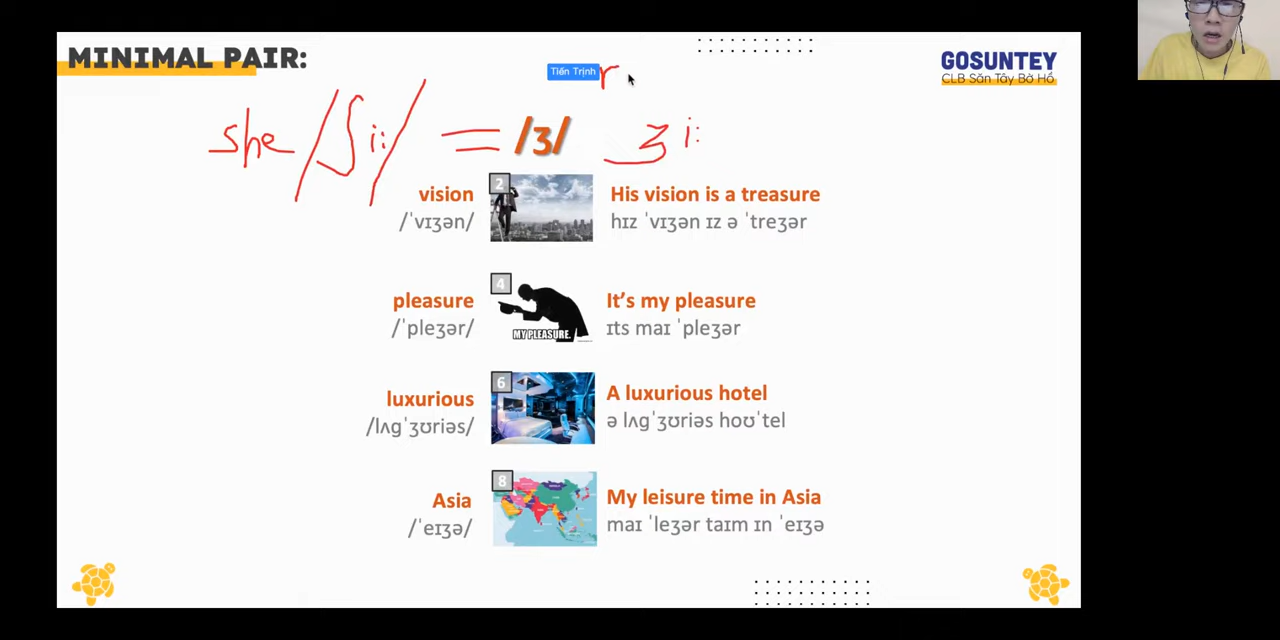 MINIMAL PAIR:
GOSUNTEY
CLB Săn Tây Bờ Hồ
Tiến Trịnh r
she /ʃi:/ = /ʒ/ ʒi:
2
vision
/ˈvɪʒən/
His vision is a treasure
hɪz ˈvɪʒən ɪz ə ˈtreʒər
4
pleasure
/ˈpleʒər/
MY PLEASURE.
It's my pleasure
ɪts maɪ ˈpleʒər
6
luxurious
/lʌgˈʒʊriəs/
A luxurious hotel
ə lʌgˈʒʊriəs hoʊˈtel
8
Asia
/ˈeɪʒə/
My leisure time in Asia
maɪ ˈleʒər taɪm ɪn ˈeɪʒə